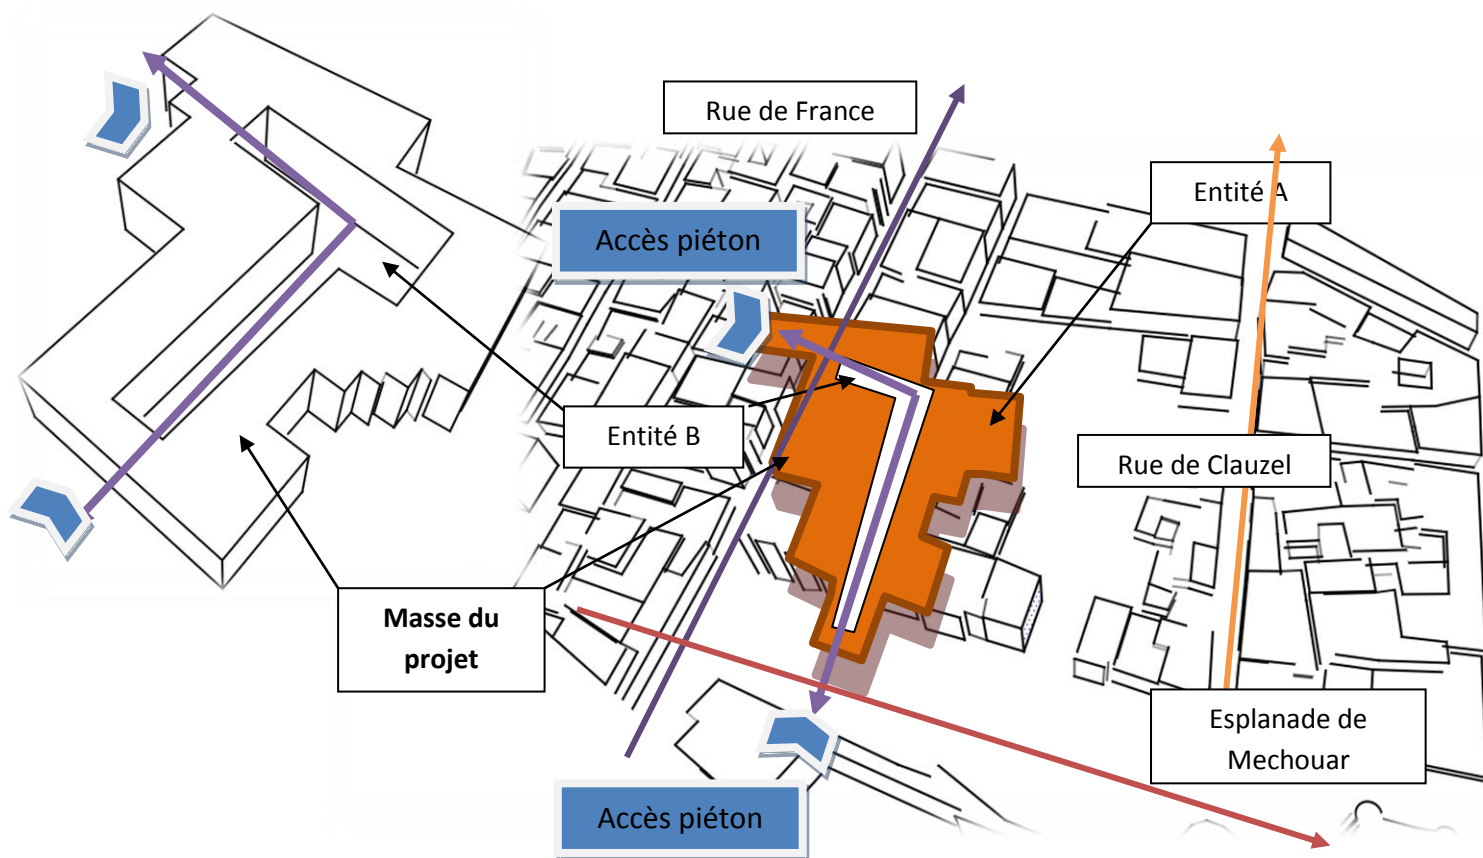 Rue de France
Entité A
Accès piéton
Entité B
Rue de Clauzel
Masse du
projet
Esplanade de
Mechouar
Accès piéton